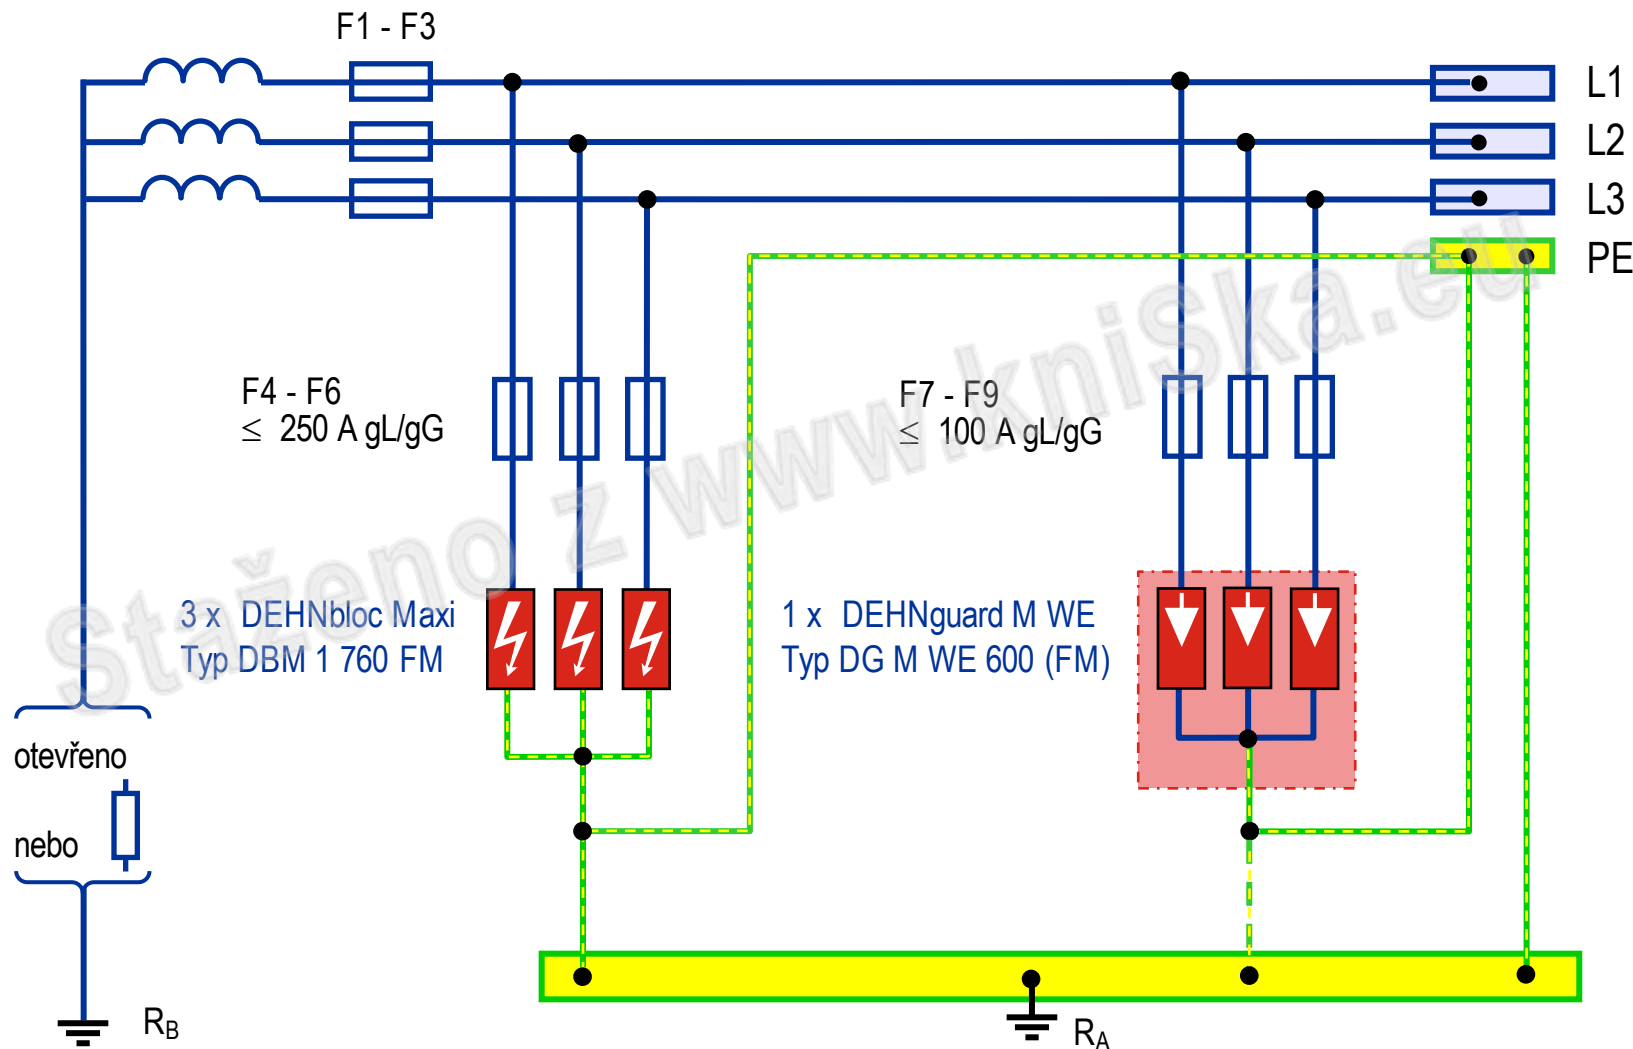 F1 - F3
L1
L2
L3
PE
F4 - F6
≤ 250 A gL/gG
F7 - F9
≤ 100 A gL/gG
3 x DEHNbloc Maxi
Typ DBM 1 760 FM
1 x DEHNguard M WE
Typ DG M WE 600 (FM)
otevřeno
nebo
RB
RA
Staženo z www.kniSka.eu